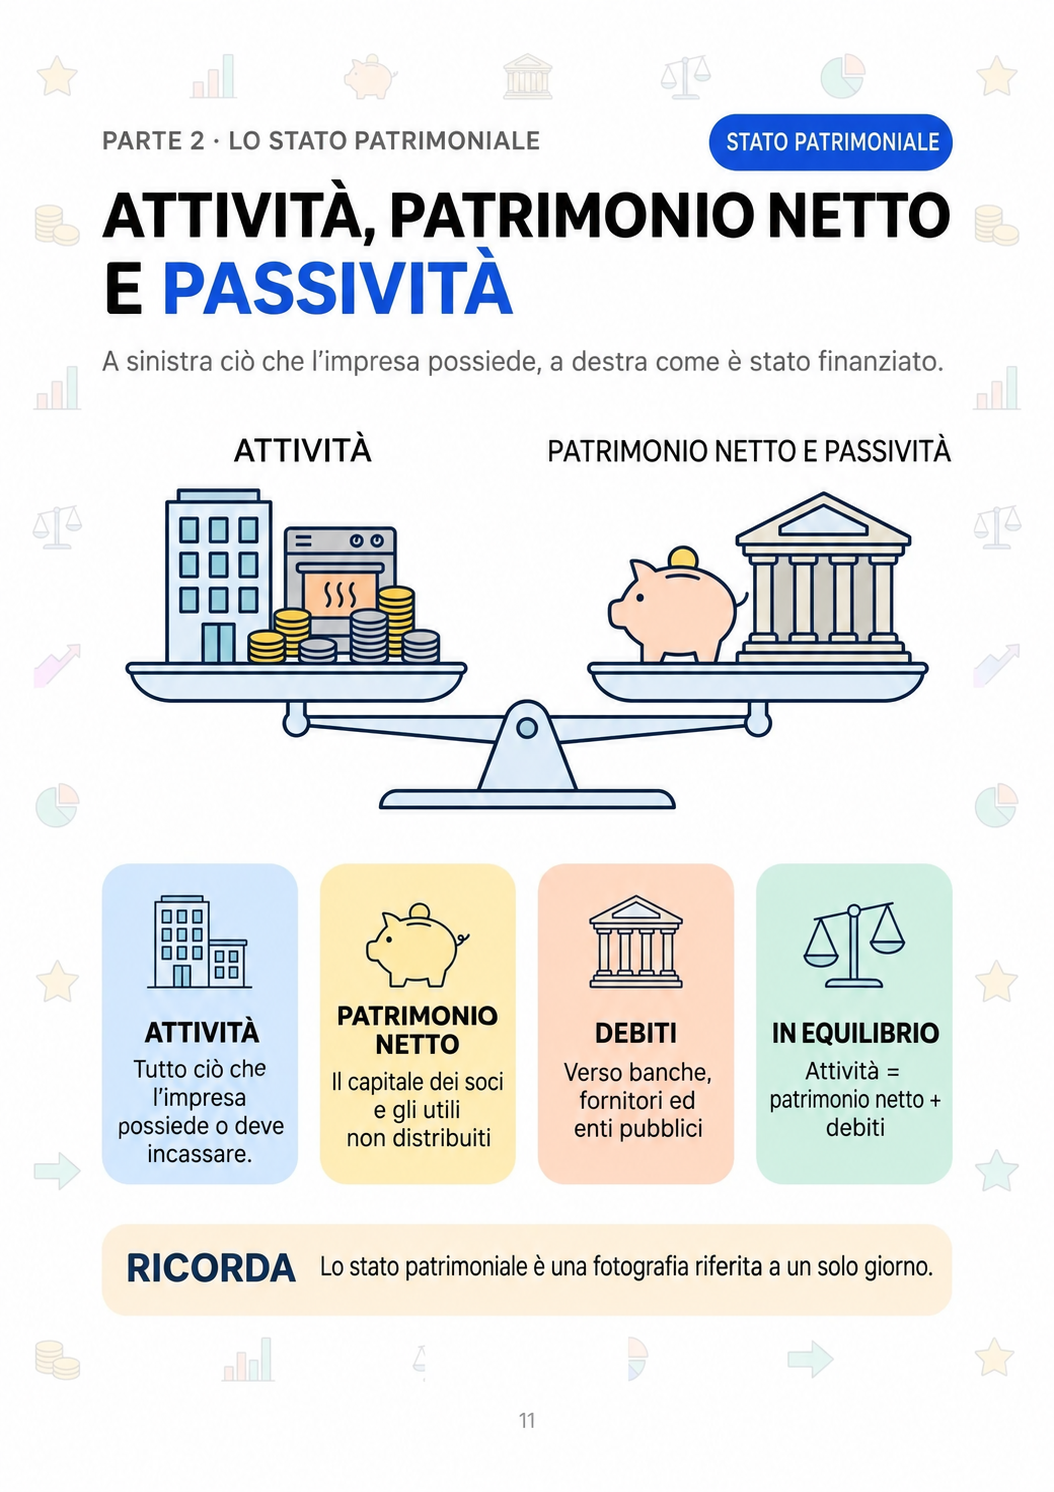 PARTE 2 · LO STATO PATRIMONIALE
STATO PATRIMONIALE
ATTIVITÀ, PATRIMONIO NETTO
E PASSIVITÀ
A sinistra ciò che l’impresa possiede, a destra come è stato finanziato.
ATTIVITÀ
PATRIMONIO NETTO E PASSIVITÀ
ATTIVITÀ
Tutto ciò che
l’impresa
possiede o deve
incassare.
PATRIMONIO
NETTO
Il capitale dei soci
e gli utili
non distribuiti
DEBITI
Verso banche,
fornitori ed
enti pubblici
IN EQUILIBRIO
Attività =
patrimonio netto +
debiti
RICORDA
Lo stato patrimoniale è una fotografia riferita a un solo giorno.
11